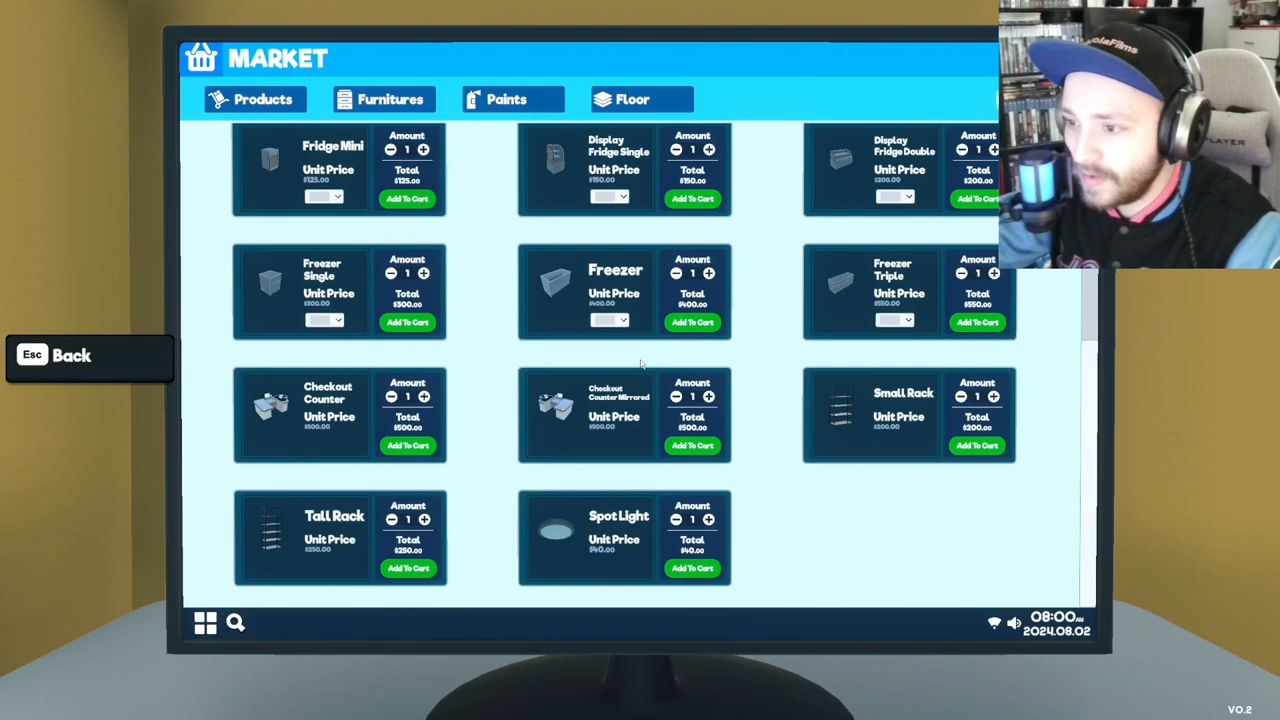 MARKET
Products
Furnitures
Paints
Floor
Fridge Mini
Unit Price
$125.00
Amount
1
Total
$125.00
Add To Cart
Display
Fridge Single
Unit Price
$150.00
Amount
1
Total
$150.00
Add To Cart
Display
Fridge Double
Unit Price
$200.00
Amount
1
Total
$200.00
Add To
Freezer
Single
Unit Price
$300.00
Amount
1
Total
$300.00
Add To Cart
Freezer
Unit Price
$400.00
Amount
1
Total
$400.00
Add To Cart
Freezer
Triple
Unit Price
$550.00
Amount
1
Total
$550.00
Add To Cart
Esc Back
Checkout
Counter
Unit Price
$500.00
Amount
1
Total
$500.00
Add To Cart
Checkout
Counter Mirrored
Unit Price
$500.00
Amount
1
Total
$500.00
Add To Cart
Small Rack
Unit Price
$200.00
Amount
1
Total
$200.00
Add To Cart
Tall Rack
Unit Price
$250.00
Amount
1
Total
$250.00
Add To Cart
Spot Light
Unit Price
$40.00
Amount
1
Total
$40.00
Add To Cart
08:00 AM
2024.08.02
V0.2
PLAYER